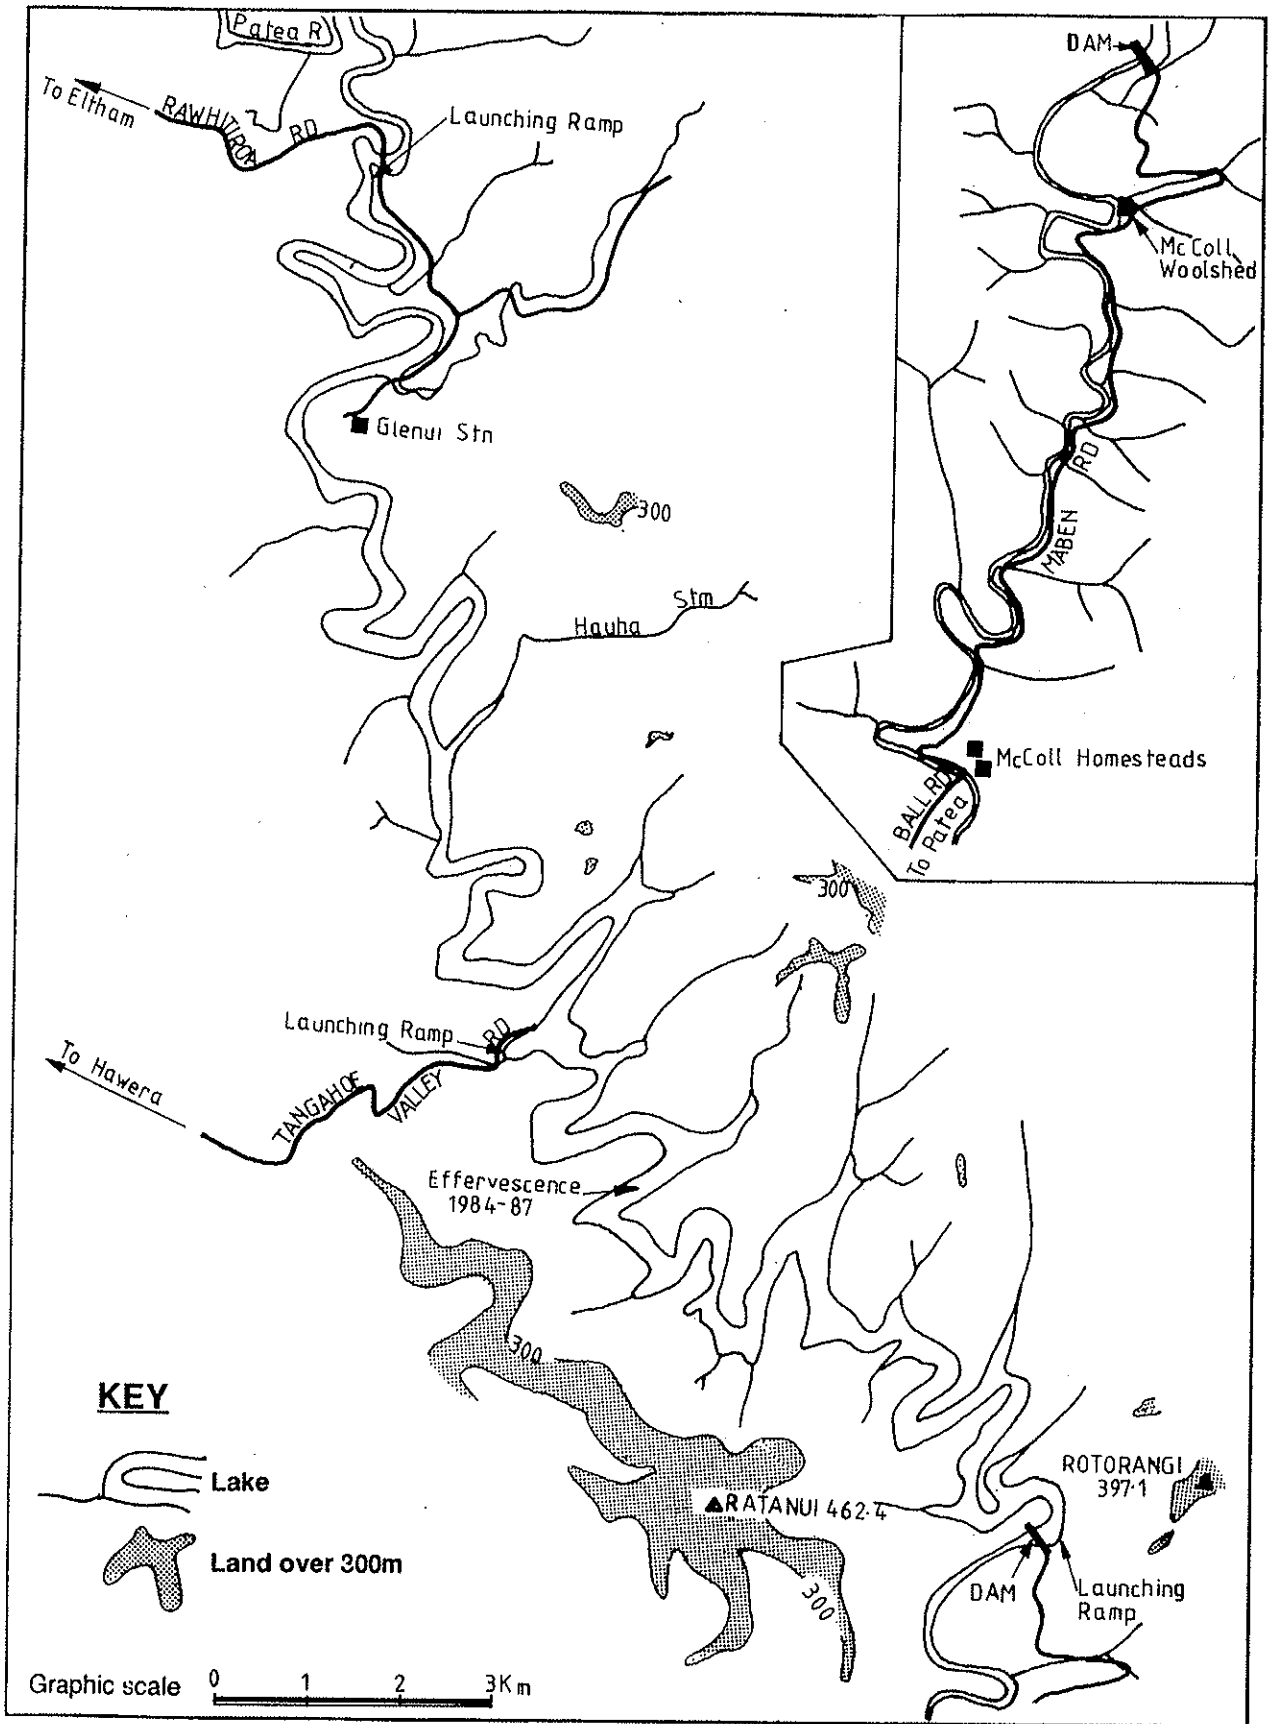 Patea R
To Eltham
RAWHITIROA RD
Launching Ramp
DAM
McColl
Woolshed
Glenui Stn
300
MABEN RD
Hauha Stm
McColl Homesteads
BALL RD
To Patea
300
Launching Ramp
RD
To Hawera
TANGAHOE VALLEY
Effervescence
1984-87
300
KEY
Lake
Land over 300m
RATANUI 462·4
ROTORANGI
397·1
300
DAM
Launching
Ramp
Graphic scale 0 1 2 3Km